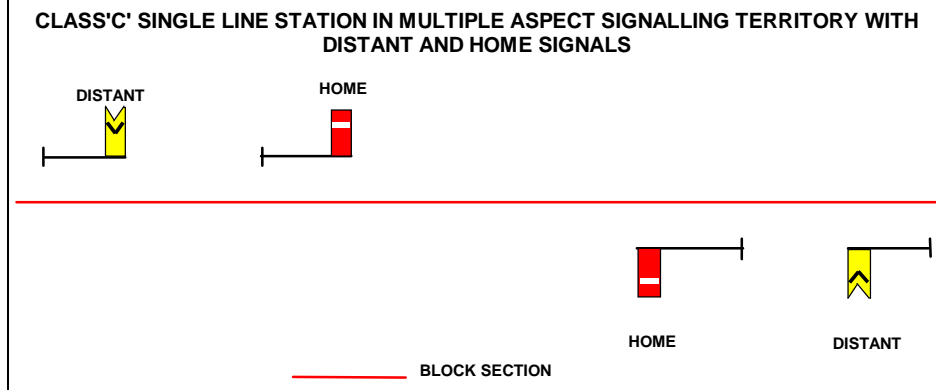 CLASS'C' SINGLE LINE STATION IN MULTIPLE ASPECT SIGNALLING TERRITORY WITH
DISTANT AND HOME SIGNALS
DISTANT
HOME
HOME
DISTANT
BLOCK SECTION